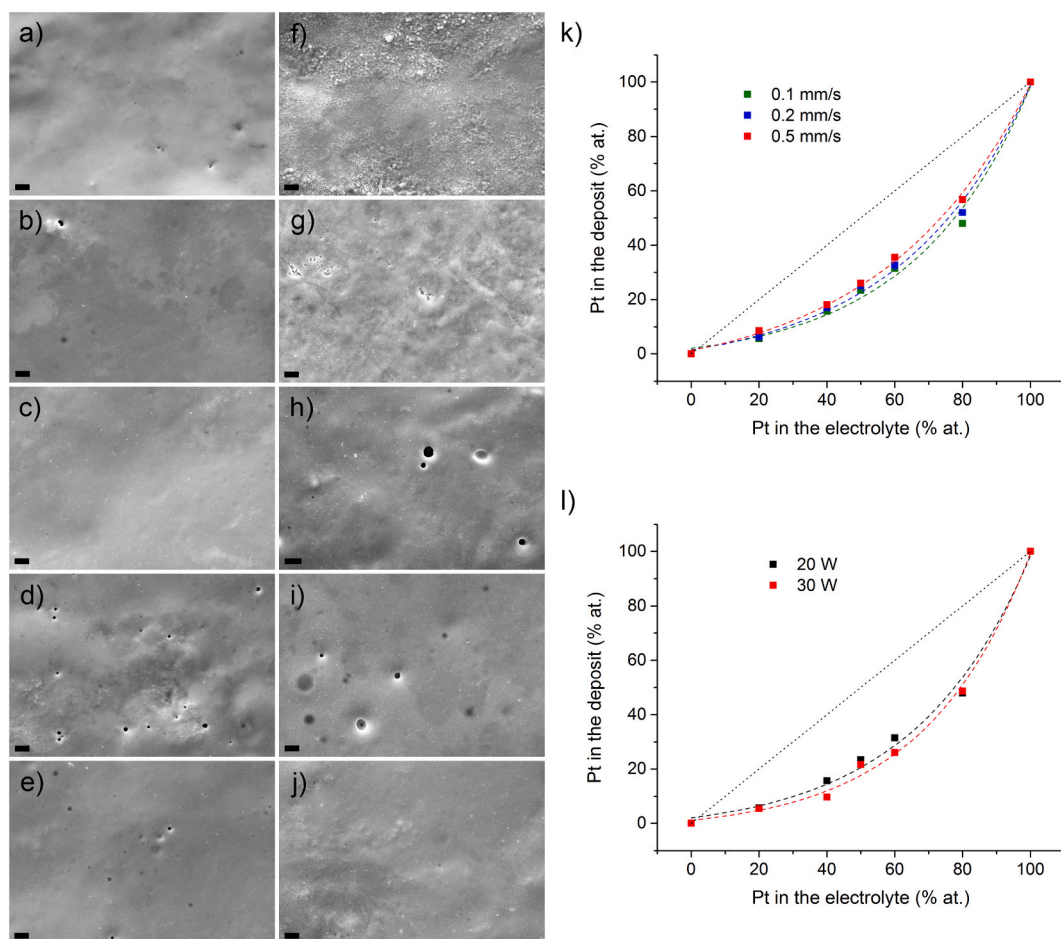 a)
b)
c)
d)
e)
f)
g)
h)
i)
j)
k)
100
80
60
40
20
0
Pt in the deposit (% at.)
0.1 mm/s
0.2 mm/s
0.5 mm/s
0 20 40 60 80 100
Pt in the electrolyte (% at.)
l)
100
80
60
40
20
0
Pt in the deposit (% at.)
20 W
30 W
0 20 40 60 80 100
Pt in the electrolyte (% at.)